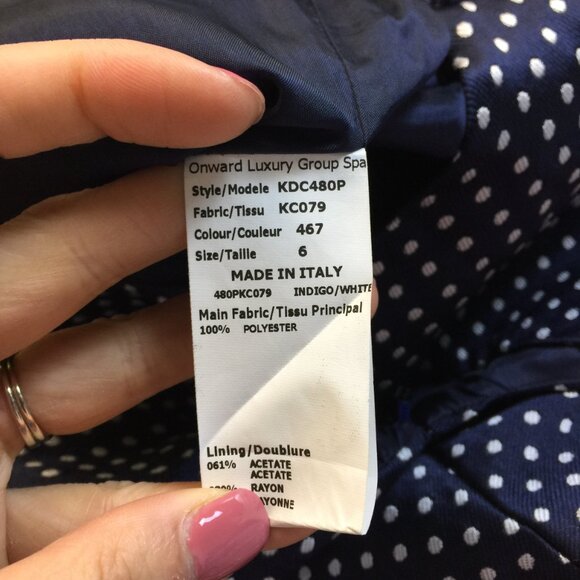 Onward Luxury Group Spa
Style/Modele KDC480P
Fabric/Tissu KC079
Colour/Couleur 467
Size/Taille 6
MADE IN ITALY
480PKC079 INDIGO/WHITE
Main Fabric/Tissu Principal
100% POLYESTER
Lining/Doublure
061% ACETATE
ACETATE
RAYON